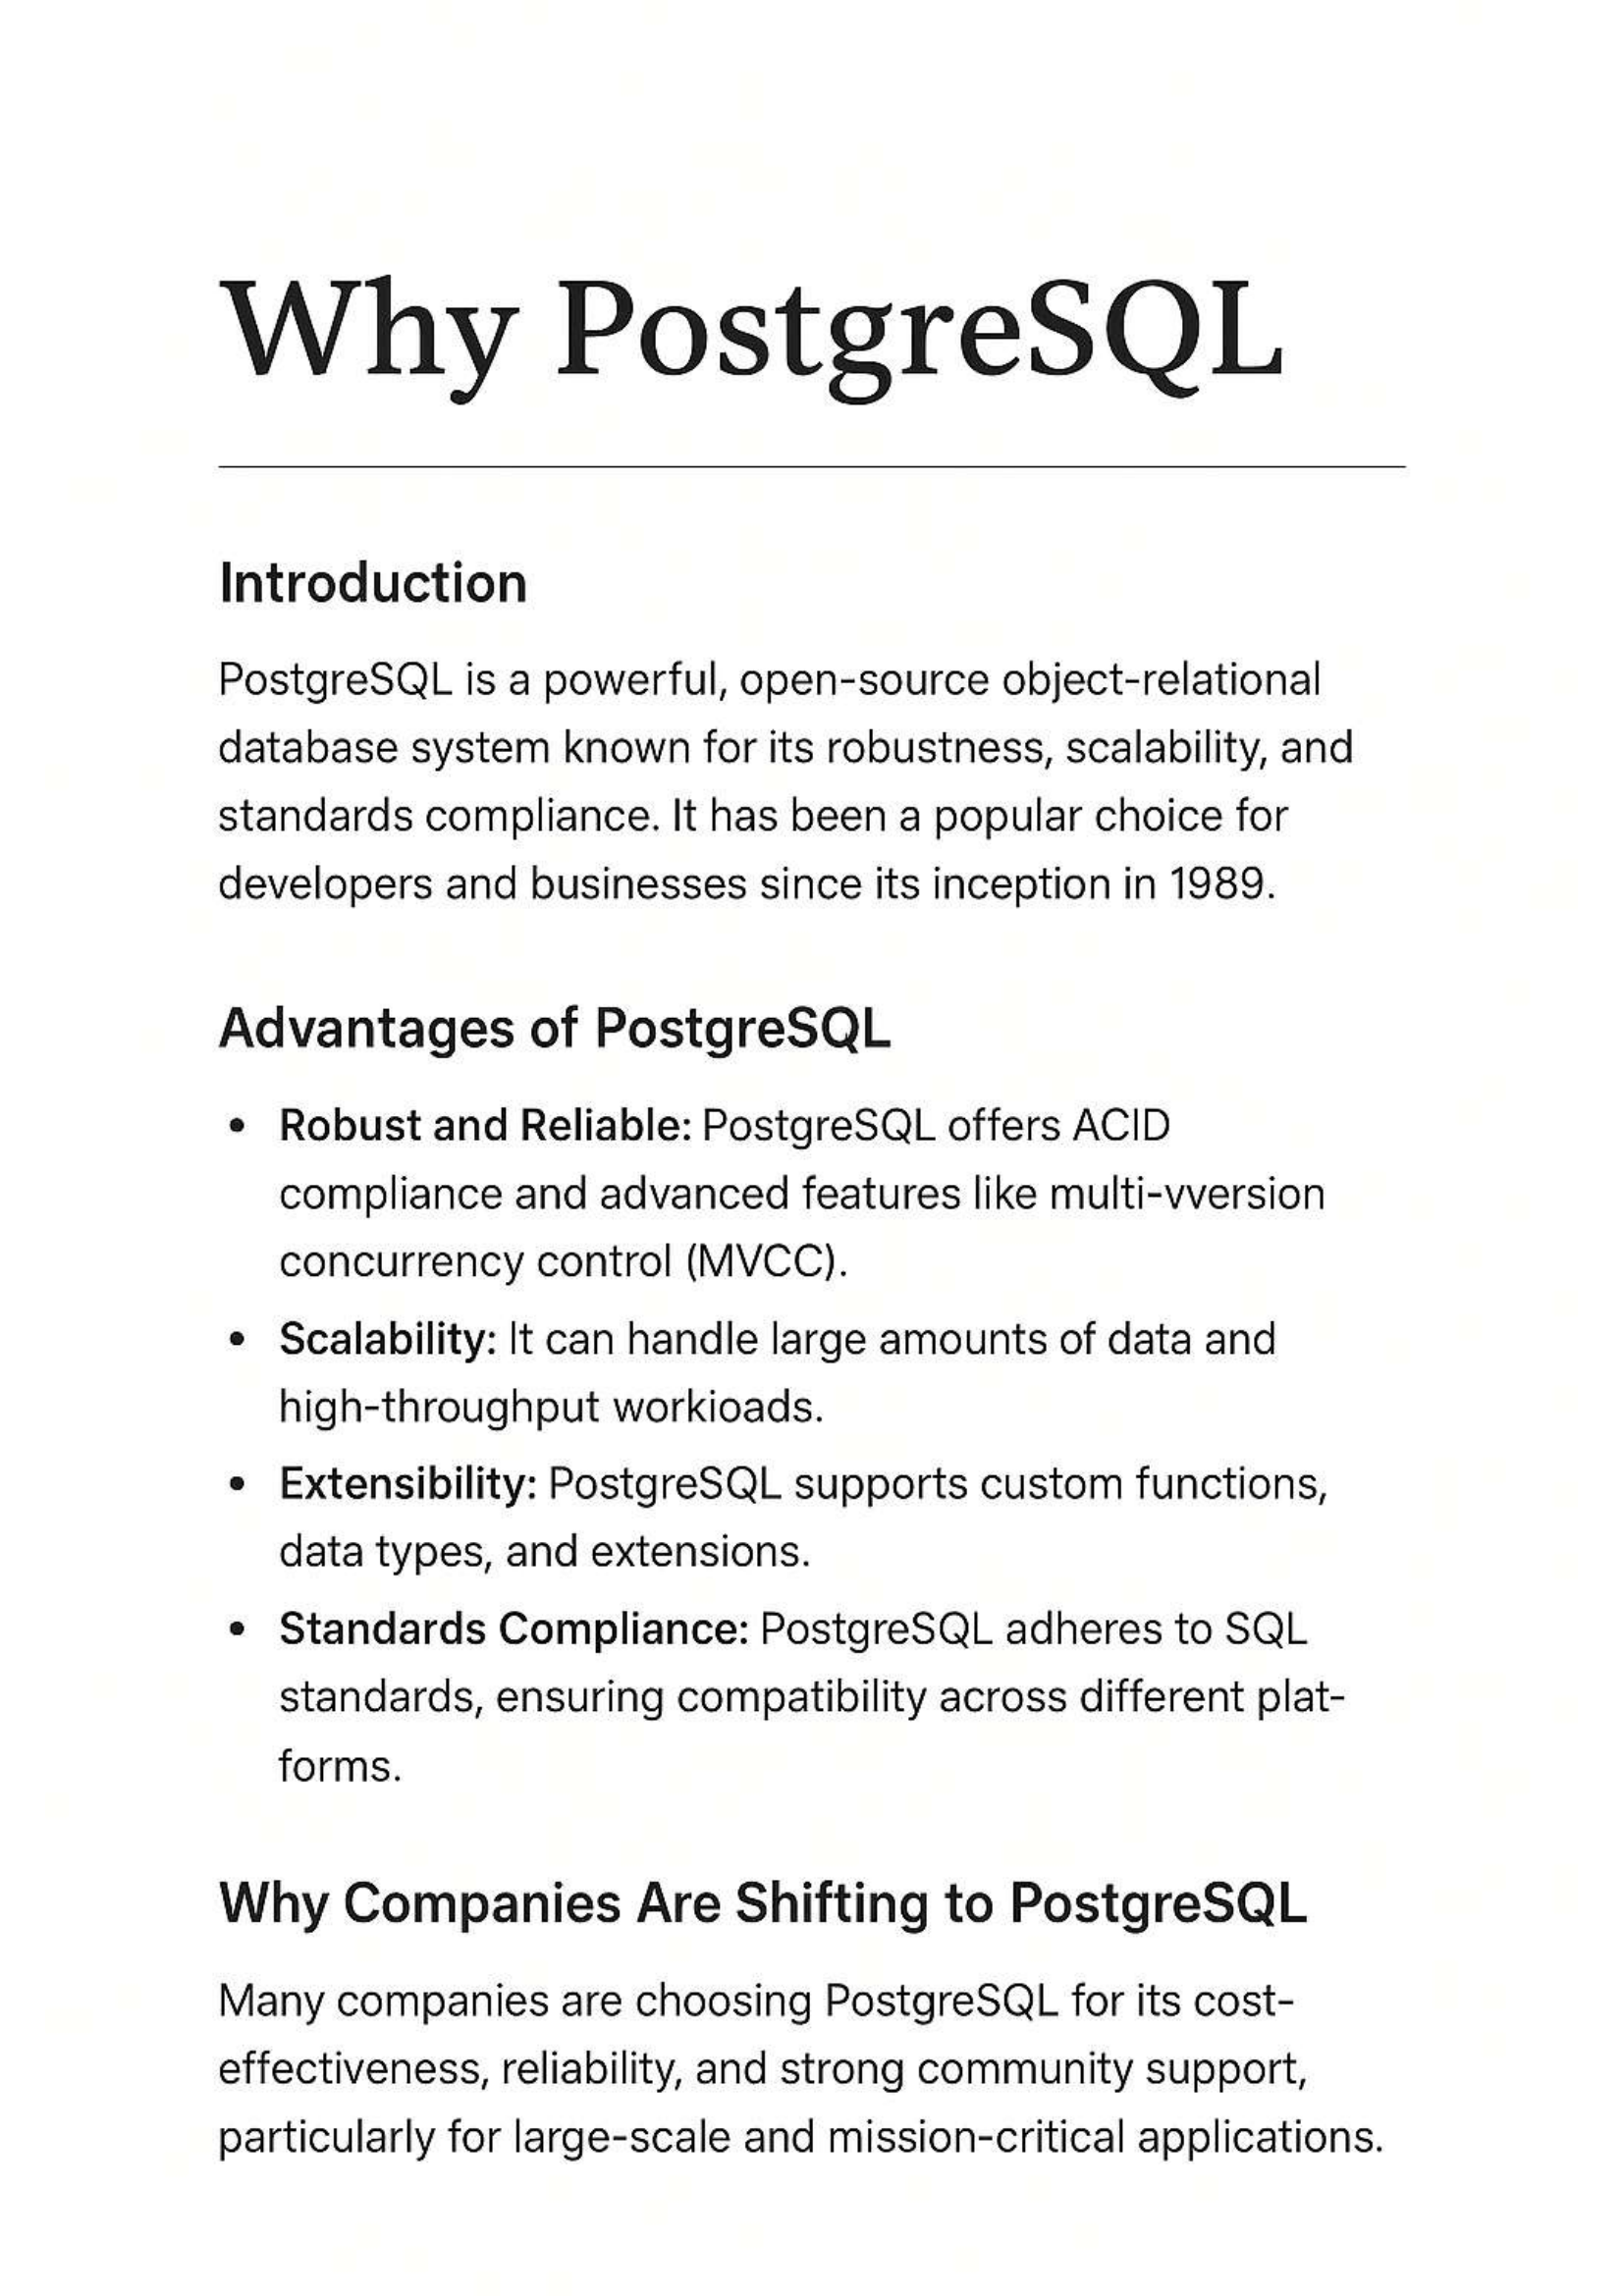 Why PostgreSQL
Introduction
PostgreSQL is a powerful, open-source object-relational
database system known for its robustness, scalability, and
standards compliance. It has been a popular choice for
developers and businesses since its inception in 1989.
Advantages of PostgreSQL
• Robust and Reliable: PostgreSQL offers ACID
compliance and advanced features like multi-vversion
concurrency control (MVCC).
• Scalability: It can handle large amounts of data and
high-throughput workioads.
• Extensibility: PostgreSQL supports custom functions,
data types, and extensions.
• Standards Compliance: PostgreSQL adheres to SQL
standards, ensuring compatibility across different plat-
forms.
Why Companies Are Shifting to PostgreSQL
Many companies are choosing PostgreSQL for its cost-
effectiveness, reliability, and strong community support,
particularly for large-scale and mission-critical applications.